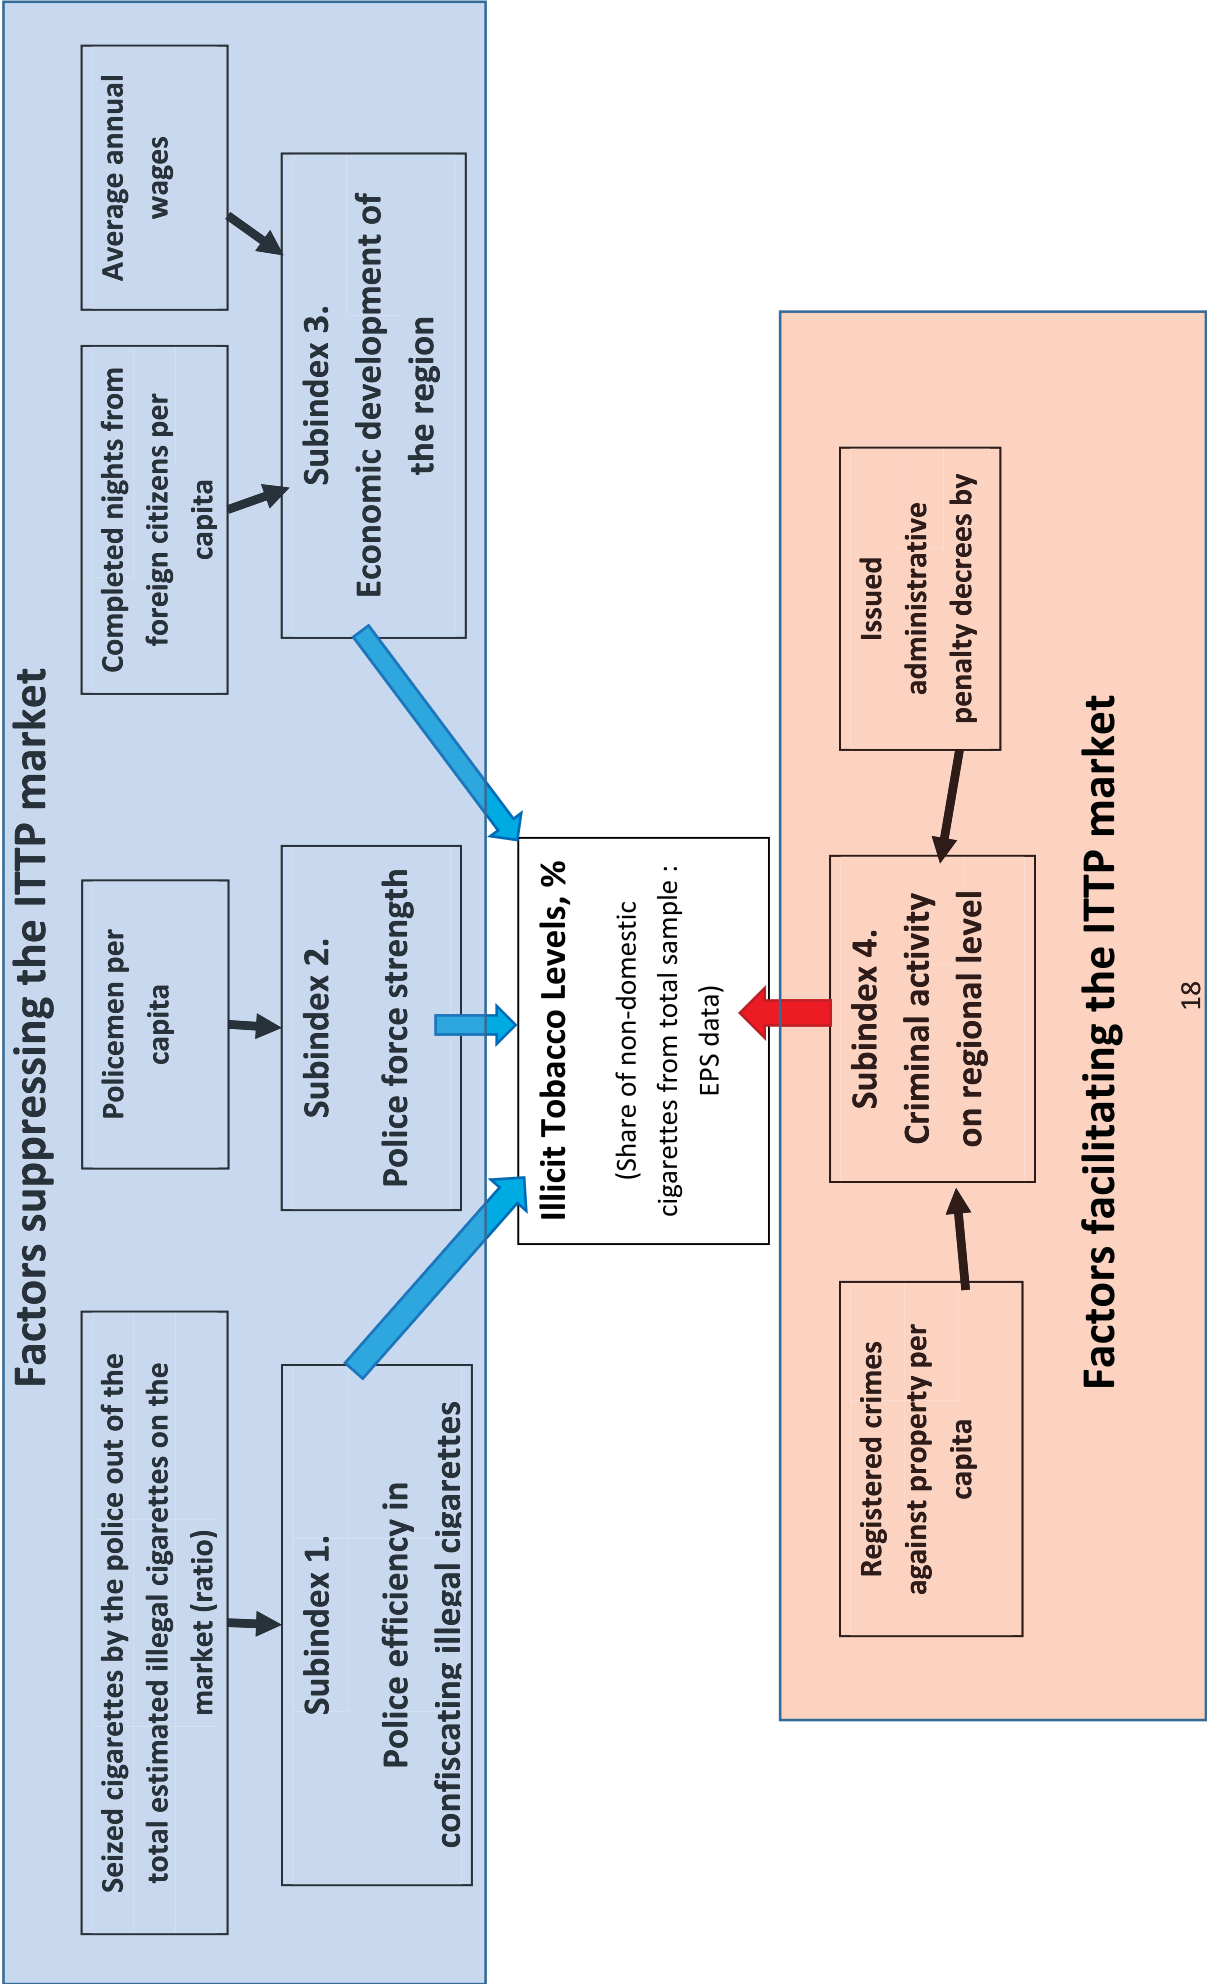 Factors suppressing the ITTP market
Seized cigarettes by the police out of the
total estimated illegal cigarettes on the
market (ratio)
Policemen per
capita
Completed nights from
foreign citizens per
capita
Average annual
wages
Subindex 1.
Police efficiency in
confiscating illegal cigarettes
Subindex 2.
Police force strength
Subindex 3.
Economic development of
the region
Illicit Tobacco Levels, %
(Share of non-domestic
cigarettes from total sample :
EPS data)
Registered crimes
against property per
capita
Subindex 4.
Criminal activity
on regional level
Issued
administrative
penalty decrees by
Factors facilitating the ITTP market
18